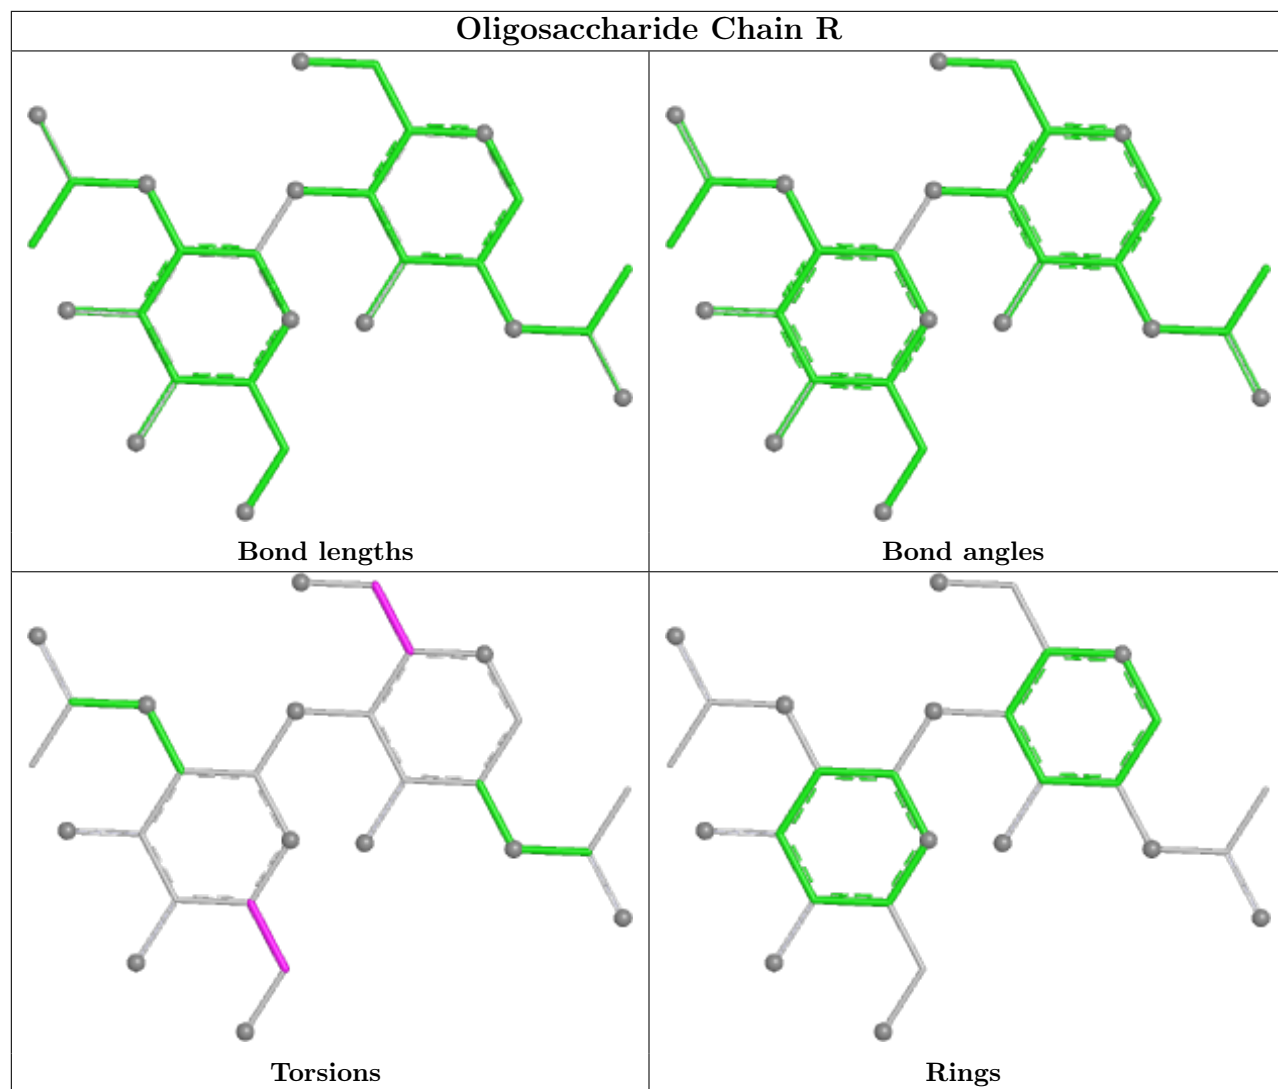 Oligosaccharide Chain R
Bond lengths
Bond angles
Torsions
Rings